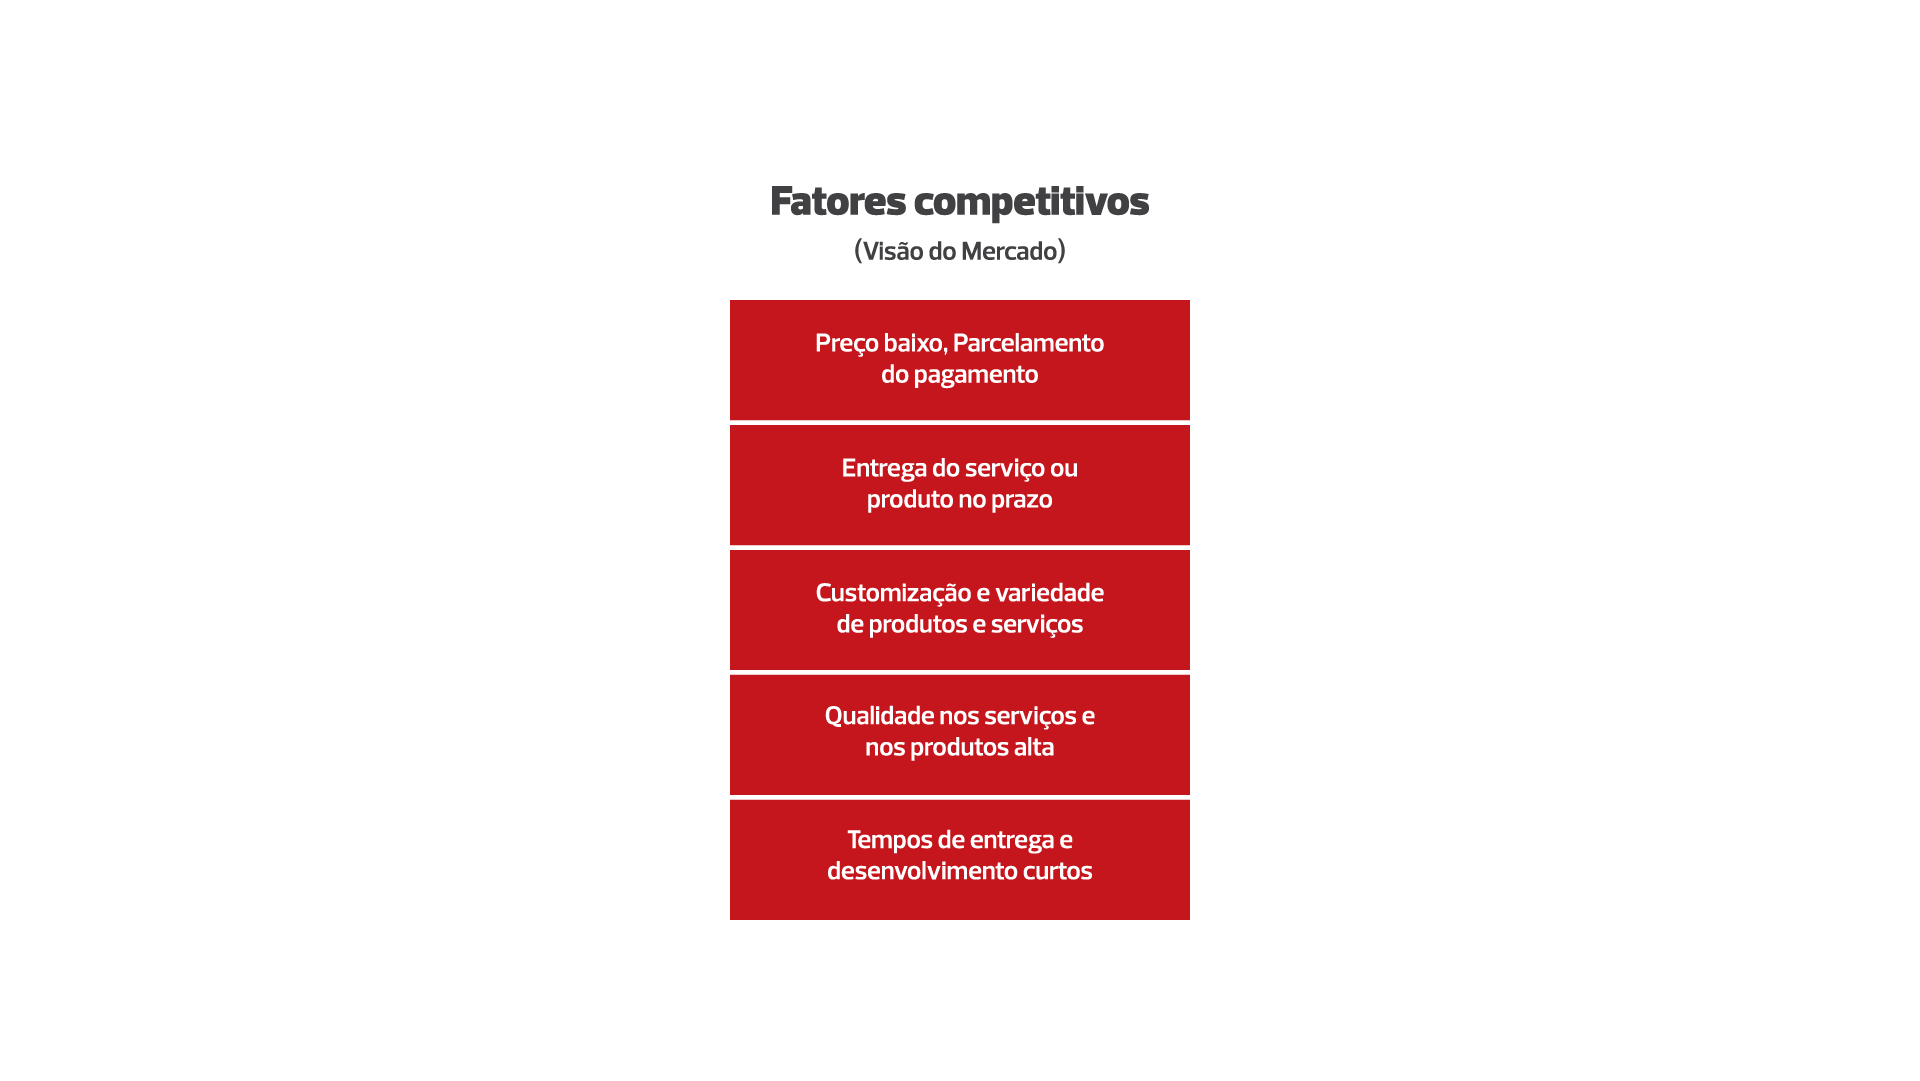 Fatores competitivos
(Visão do Mercado)
Preço baixo, Parcelamento
do pagamento
Entrega do serviço ou
produto no prazo
Customização e variedade
de produtos e serviços
Qualidade nos serviços e
nos produtos alta
Tempos de entrega e
desenvolvimento curtos